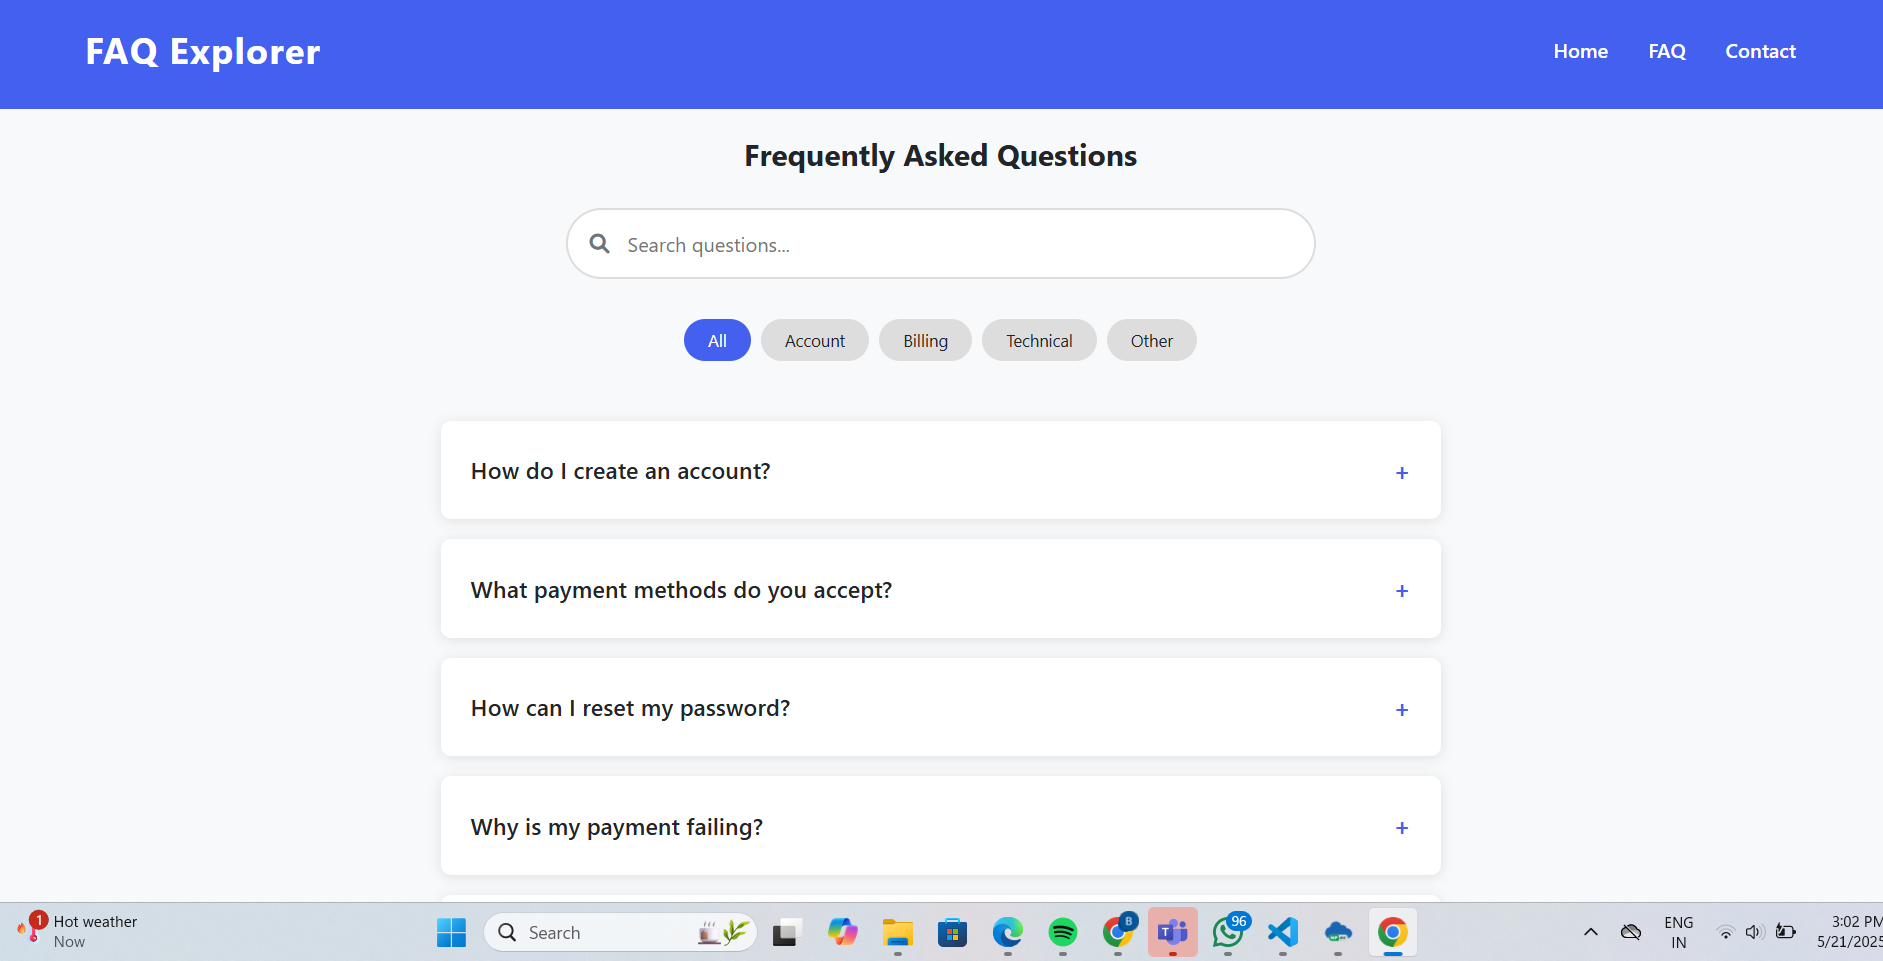 FAQ Explorer
Home FAQ Contact
Frequently Asked Questions
Search questions...
All Account Billing Technical Other
How do I create an account? +
What payment methods do you accept? +
How can I reset my password? +
Why is my payment failing? +
1 Hot weather
Now
Search
B
T
96
ENG
IN
3:02 PM
5/21/2025